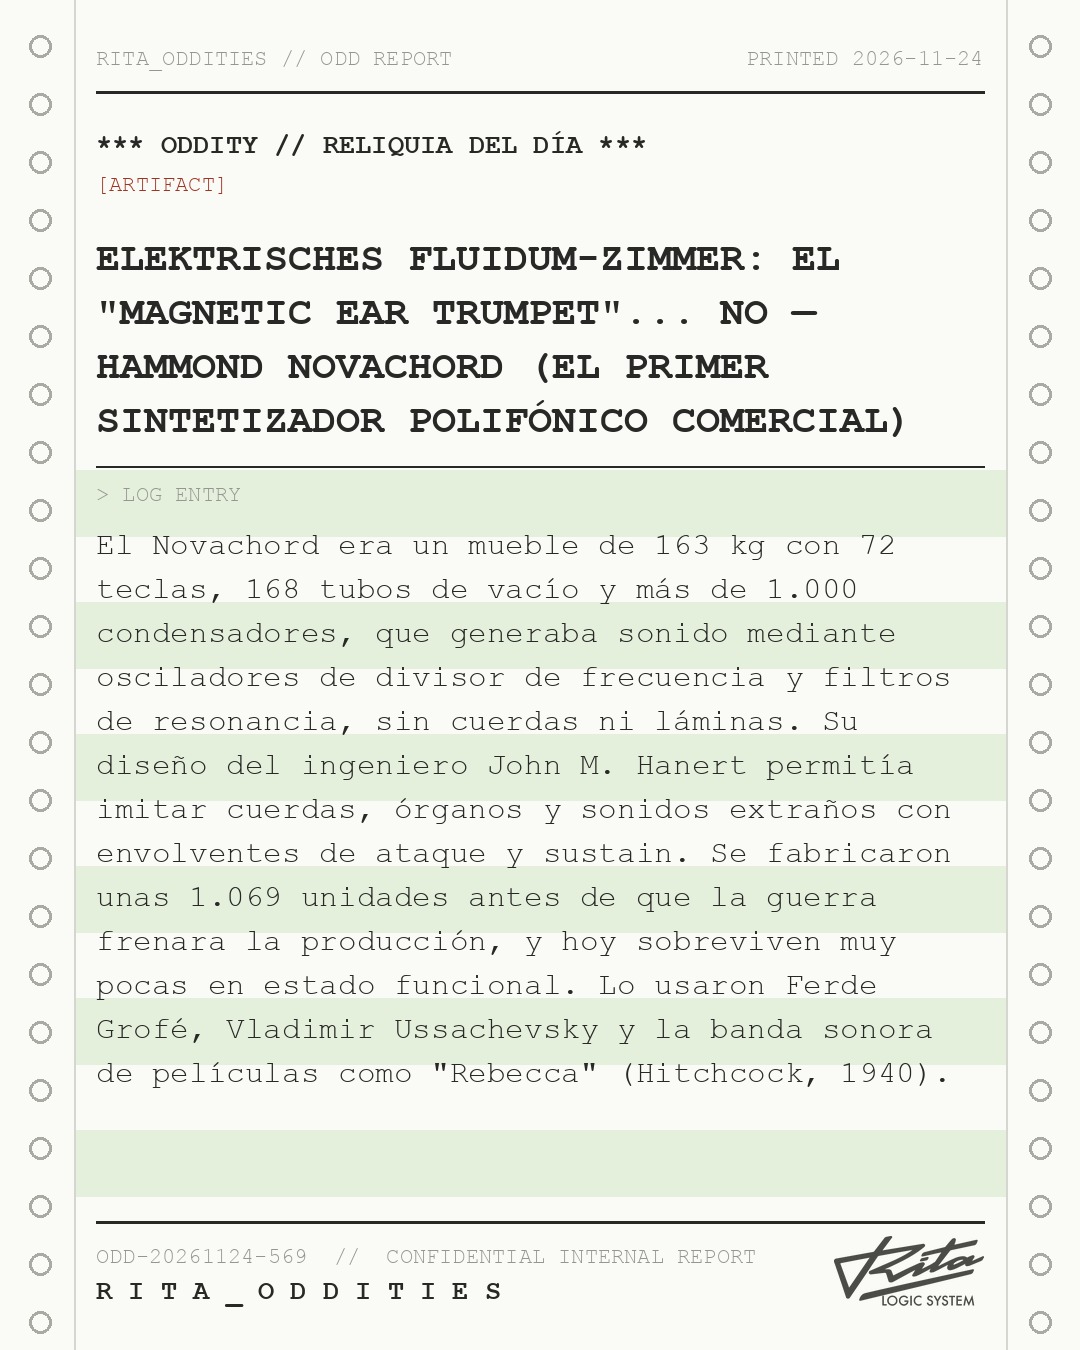 RITA_ODDITIES // ODD REPORT
PRINTED 2026-11-24
*** ODDITY // RELIQUIA DEL DÍA ***
[ARTIFACT]
ELEKTRISCHES FLUIDUM-ZIMMER: EL
"MAGNETIC EAR TRUMPET"... NO —
HAMMOND NOVACHORD (EL PRIMER
SINTETIZADOR POLIFÓNICO COMERCIAL)
> LOG ENTRY
El Novachord era un mueble de 163 kg con 72
teclas, 168 tubos de vacío y más de 1.000
condensadores, que generaba sonido mediante
osciladores de divisor de frecuencia y filtros
de resonancia, sin cuerdas ni láminas. Su
diseño del ingeniero John M. Hanert permitía
imitar cuerdas, órganos y sonidos extraños con
envolventes de ataque y sustain. Se fabricaron
unas 1.069 unidades antes de que la guerra
frenara la producción, y hoy sobreviven muy
pocas en estado funcional. Lo usaron Ferde
Grofé, Vladimir Ussachevsky y la banda sonora
de películas como "Rebecca" (Hitchcock, 1940).
ODD-20261124-569 // CONFIDENTIAL INTERNAL REPORT
RITA_ODDITIES
Rita
LOGIC SYSTEM